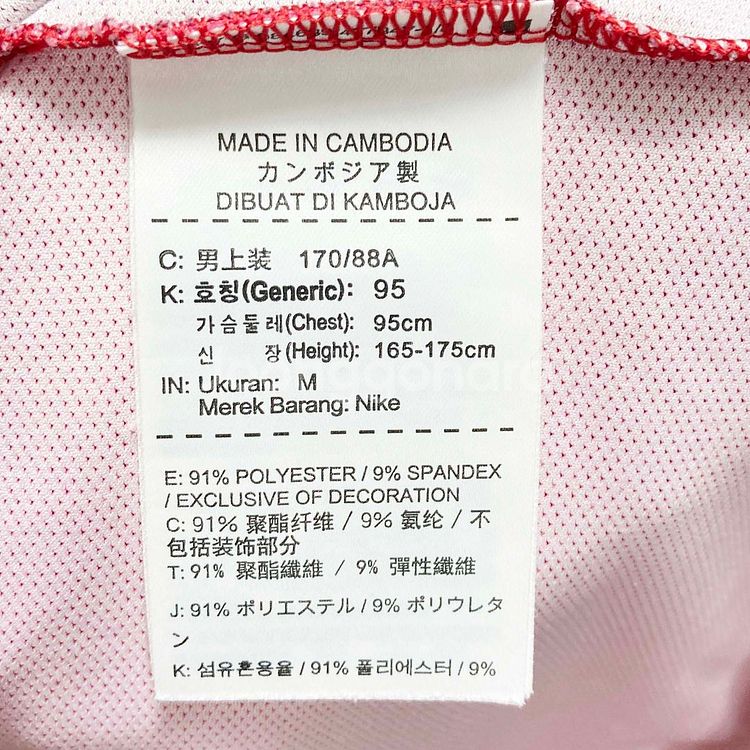 MADE IN CAMBODIA
カンボジア製
DIBUAT DI KAMBOJA
C: 男上装 170/88A
K: 호칭(Generic): 95
가슴둘레(Chest): 95cm
신 장(Height): 165-175cm
IN: Ukuran: M
Merek Barang: Nike
E: 91% POLYESTER / 9% SPANDEX
/ EXCLUSIVE OF DECORATION
C: 91% 聚酯纤维 / 9% 氨纶 / 不
包括装饰部分
T: 91% 聚酯纖維 / 9% 彈性纖維
J: 91% ポリエステル / 9% ポリウレタ
ン
K: 섬유혼용율 / 91% 폴리에스터 / 9%